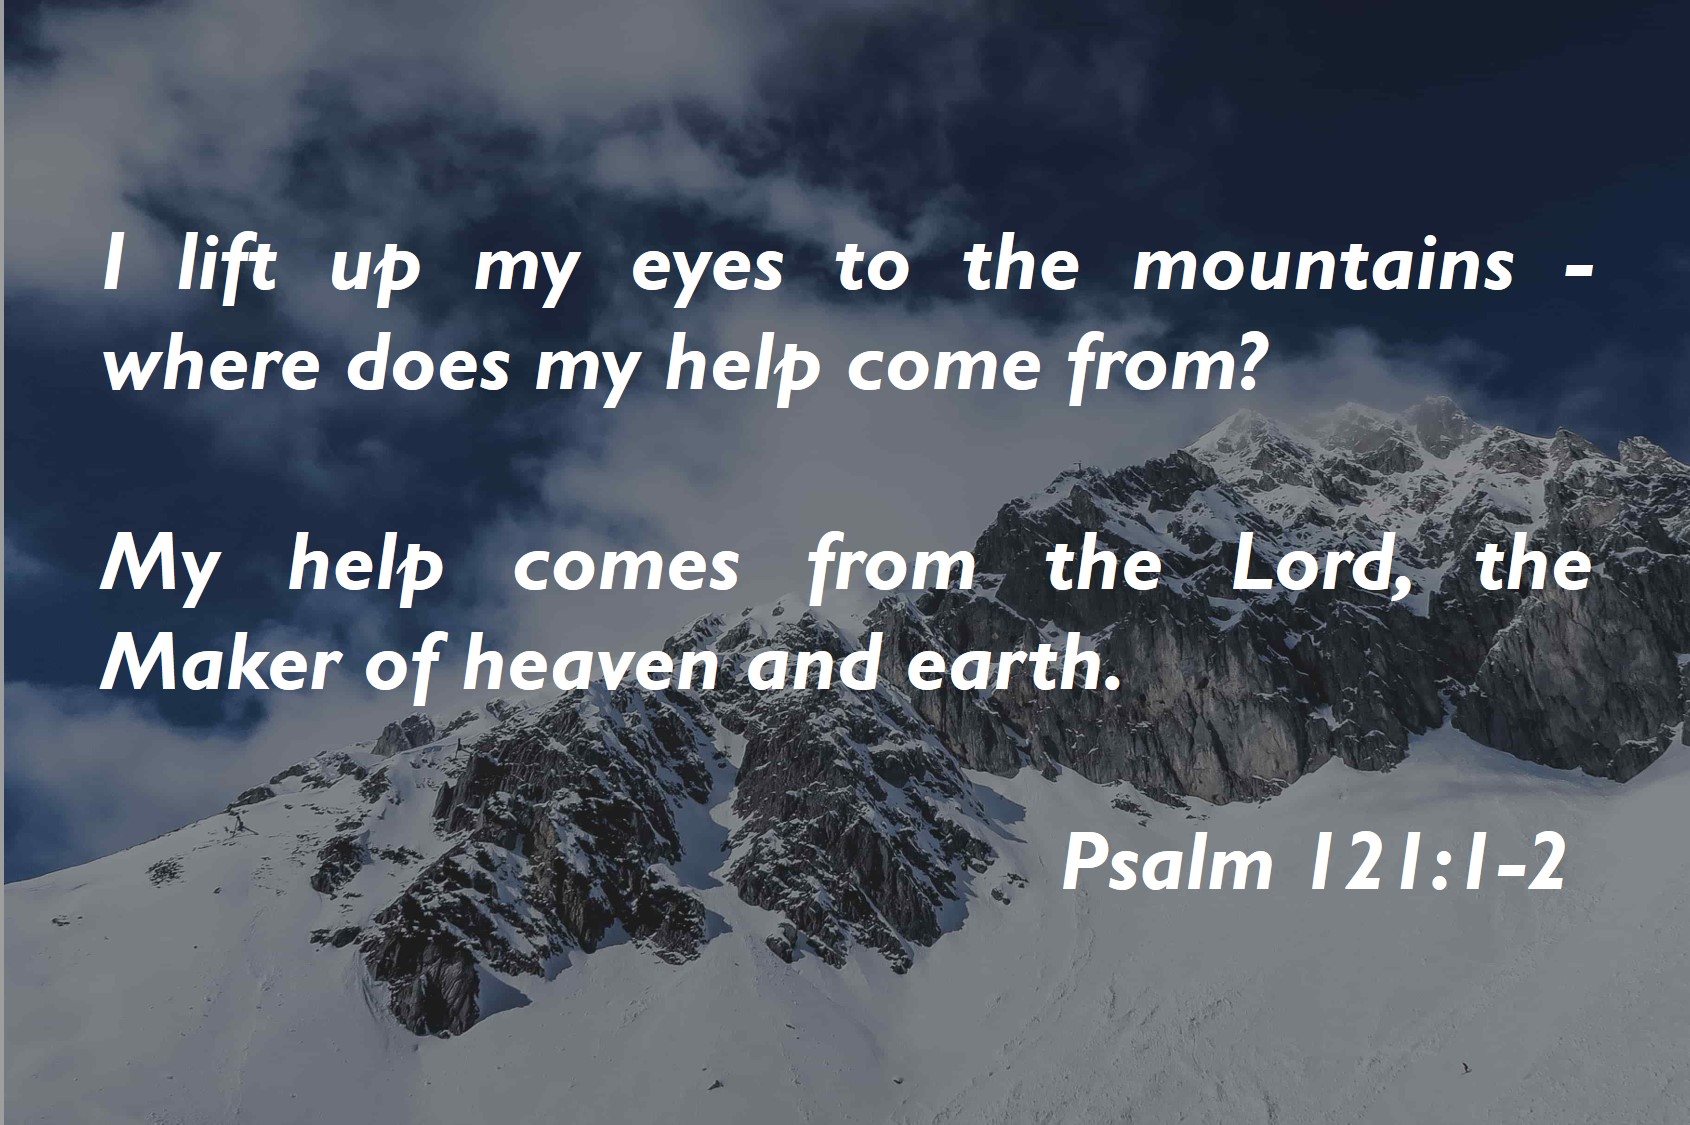 I lift up my eyes to the mountains -
where does my help come from?
My help comes from the Lord, the
Maker of heaven and earth.
Psalm 121:1-2